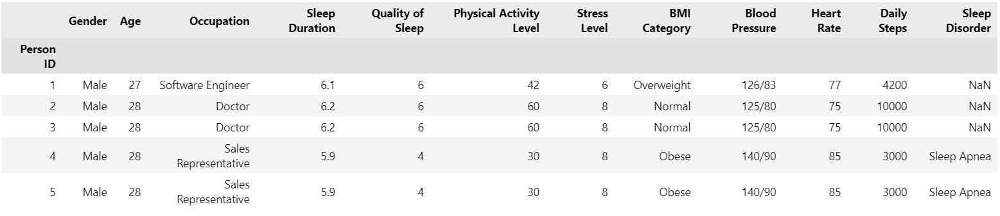 Gender Age Occupation Sleep Duration Quality of Sleep Physical Activity Level Stress Level BMI Category Blood Pressure Heart Rate Daily Steps Sleep Disorder
Person ID
1 Male 27 Software Engineer 6.1 6 42 6 Overweight 126/83 77 4200 NaN
2 Male 28 Doctor 6.2 6 60 8 Normal 125/80 75 10000 NaN
3 Male 28 Doctor 6.2 6 60 8 Normal 125/80 75 10000 NaN
4 Male 28 Sales Representative 5.9 4 30 8 Obese 140/90 85 3000 Sleep Apnea
5 Male 28 Sales Representative 5.9 4 30 8 Obese 140/90 85 3000 Sleep Apnea